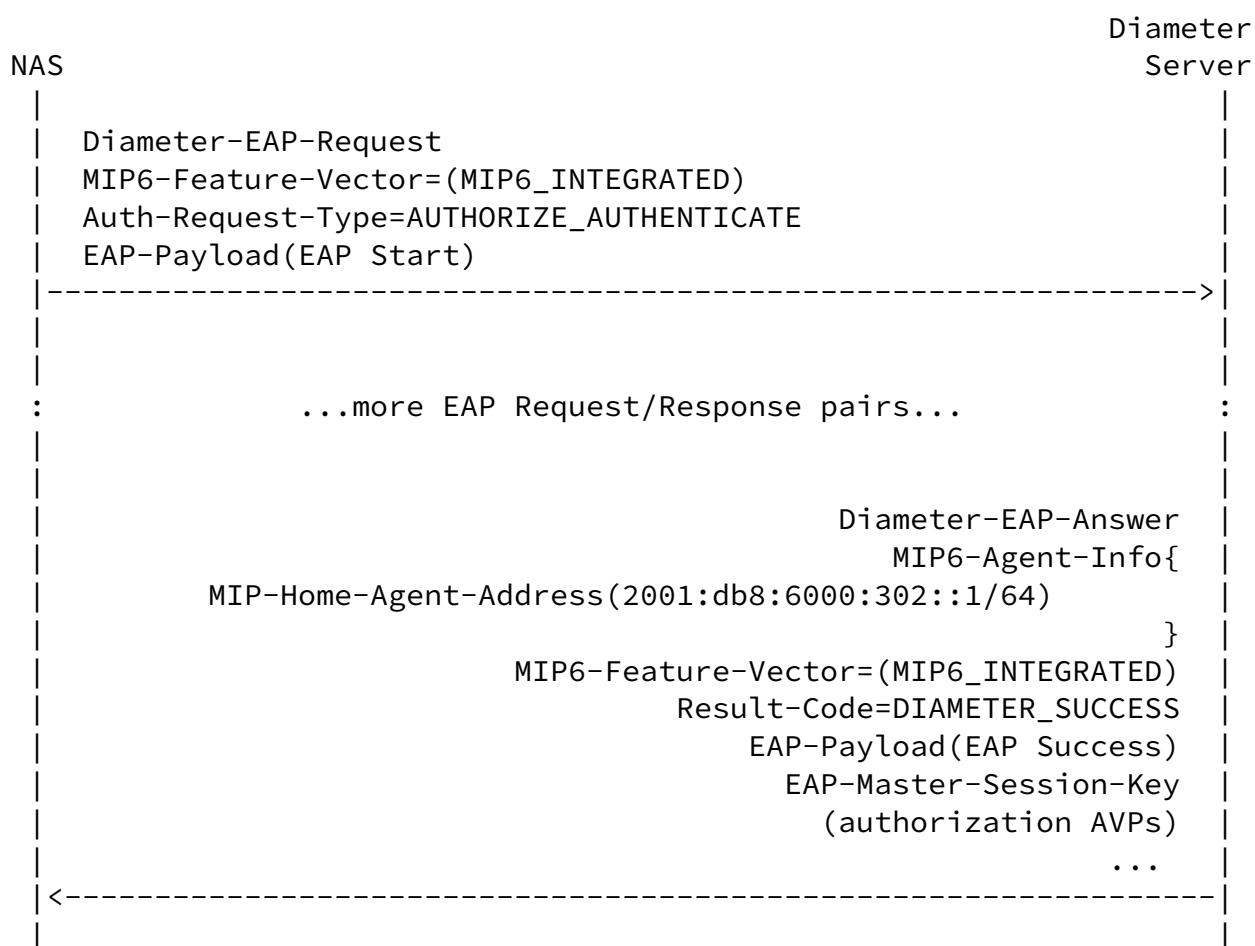 Diameter
NAS Server
Diameter-EAP-Request
MIP6-Feature-Vector=(MIP6_INTEGRATED)
Auth-Request-Type=AUTHORIZE_AUTHENTICATE
EAP-Payload(EAP Start)
...more EAP Request/Response pairs...
Diameter-EAP-Answer
MIP6-Agent-Info{
MIP-Home-Agent-Address(2001:db8:6000:302::1/64)
}
MIP6-Feature-Vector=(MIP6_INTEGRATED)
Result-Code=DIAMETER_SUCCESS
EAP-Payload(EAP Success)
EAP-Master-Session-Key
(authorization AVPs)
...